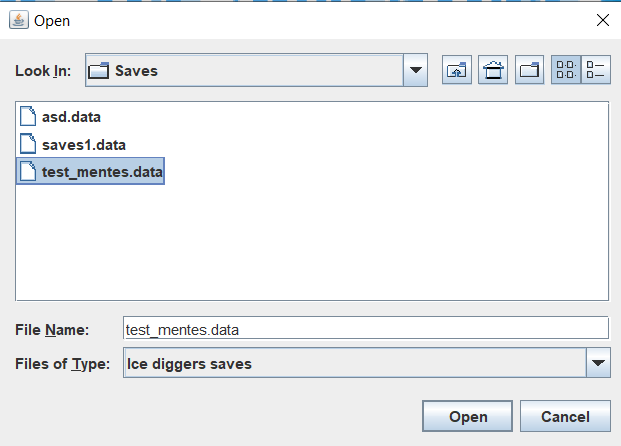 Open
Look In: Saves
asd.data
saves1.data
test_mentes.data
File Name: test_mentes.data
Files of Type: Ice diggers saves
Open Cancel